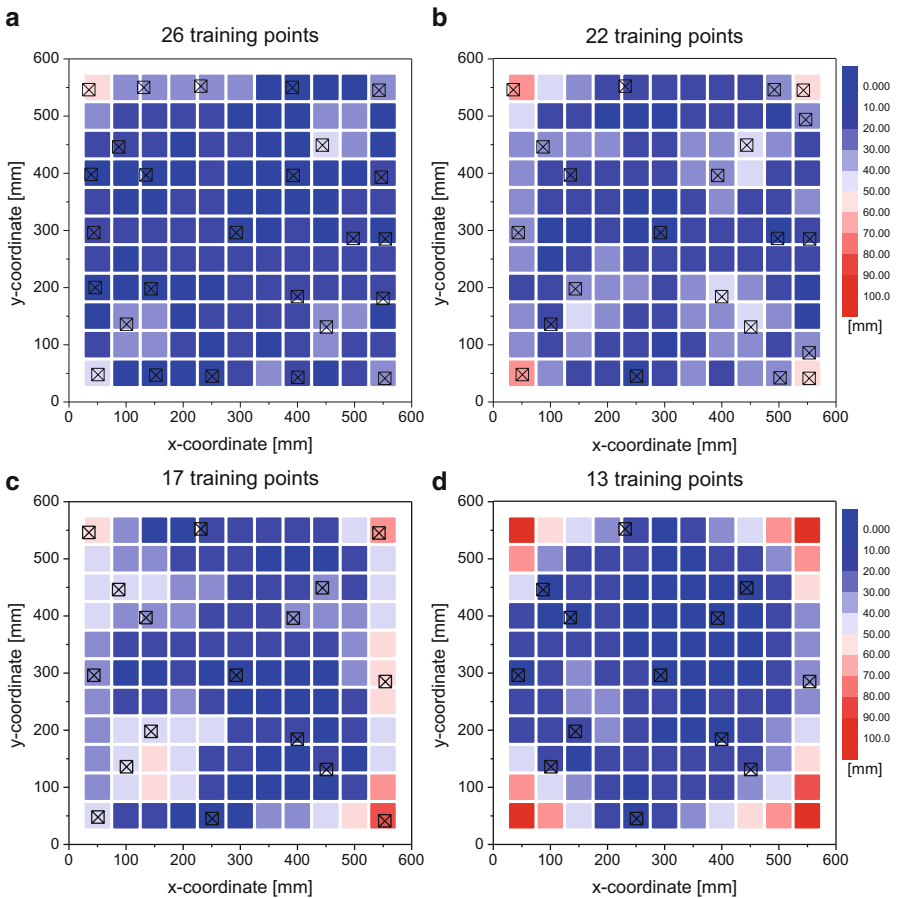 a
26 training points
600
500
400
300
200
100
0
y-coordinate [mm]
0 100 200 300 400 500 600
x-coordinate [mm]
b
22 training points
600
500
400
300
200
100
0
y-coordinate [mm]
0 100 200 300 400 500 600
x-coordinate [mm]
0.000
10.00
20.00
30.00
40.00
50.00
60.00
70.00
80.00
90.00
100.0
[mm]
c
17 training points
600
500
400
300
200
100
0
y-coordinate [mm]
0 100 200 300 400 500 600
x-coordinate [mm]
d
13 training points
600
500
400
300
200
100
0
y-coordinate [mm]
0 100 200 300 400 500 600
x-coordinate [mm]
0.000
10.00
20.00
30.00
40.00
50.00
60.00
70.00
80.00
90.00
100.0
[mm]